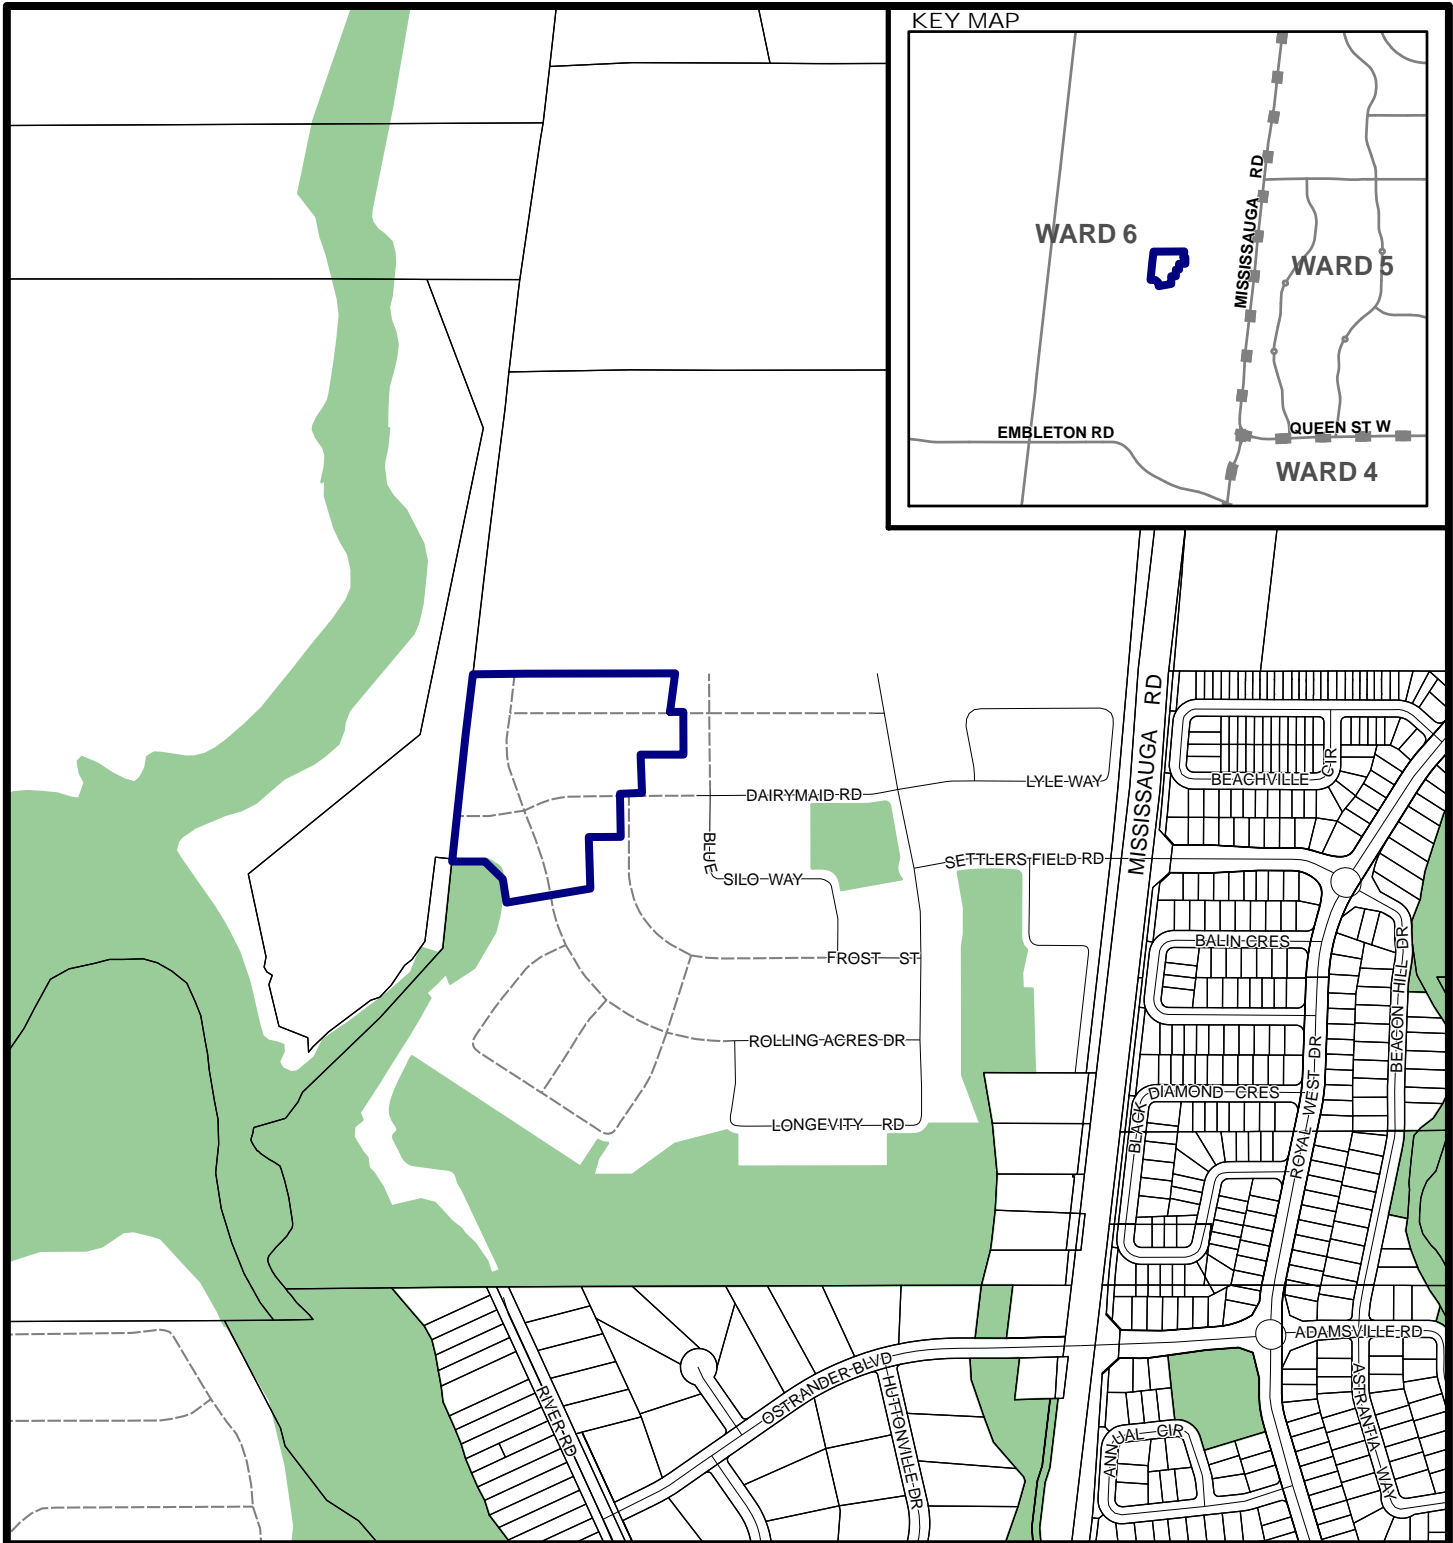 KEY MAP
WARD 6
MISSISSAUGA RD
WARD 5
EMBLETON RD
QUEEN ST W
WARD 4
MISSISSAUGA RD
BEACHVILLE CIR
LYLE WAY
DAIRYMAID RD
BLUE SILO WAY
SETTLERS FIELD RD
BALIN CRES
BEACON HILL DR
FROST ST
ROLLING ACRES DR
ROYAL WEST DR
BLACK DIAMOND CRES
LONGEVITY RD
ADAMSVILLE RD
OSTRANDER BLVD
RIVER RD
HUTTONVILLE DR
ASTRANTIA WAY
ANNUAL CIR